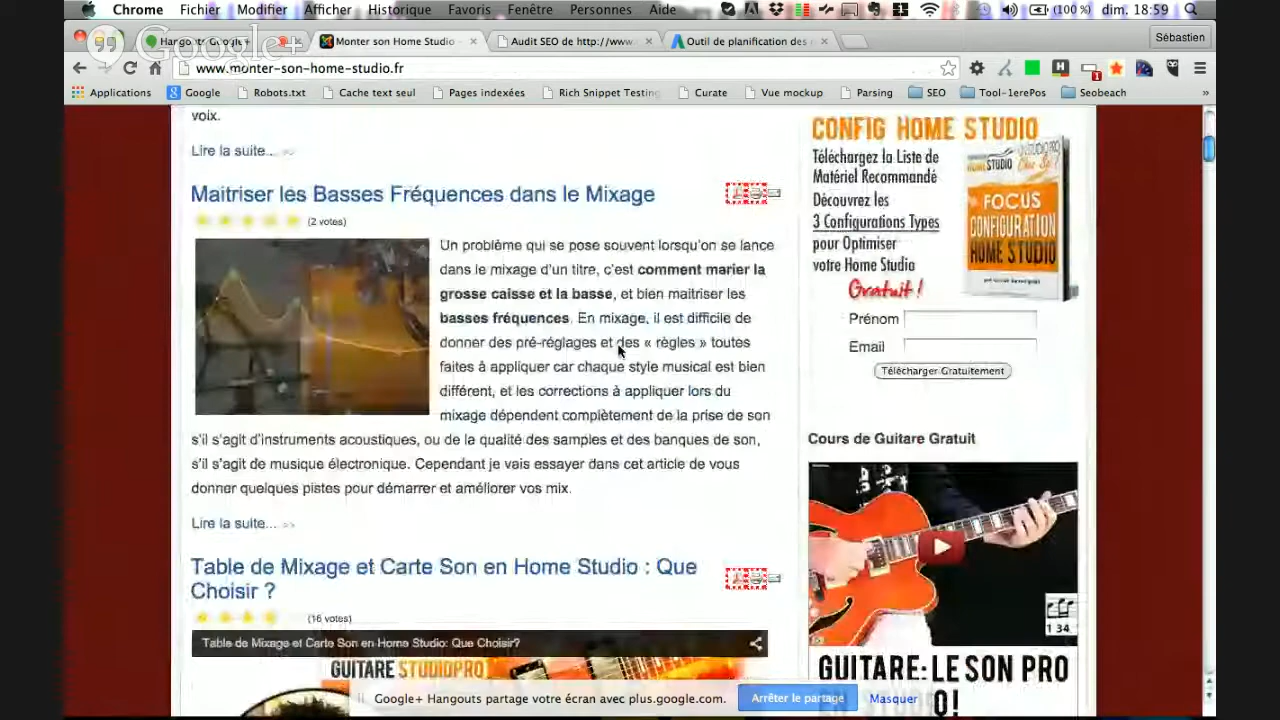 Chrome Fichier Modifier Afficher Historique Favoris Fenêtre Personnes Aide (100 %) dim. 18:59
Google+
Hangouts Google+ Monter son Home Studio Audit SEO de http://www. Outil de planification des Sébastien
www.monter-son-home-studio.fr
Applications Google Robots.txt Cache text seul Pages indexées Rich Snippet Testing Curate Vue mockup Parsing SEO Tool-1erePos Seobeach »
voix.
Lire la suite... >>
Maitriser les Basses Fréquences dans le Mixage
(2 votes)
Un problème qui se pose souvent lorsqu'on se lance
dans le mixage d'un titre, c'est comment marier la
grosse caisse et la basse, et bien maitriser les
basses fréquences. En mixage, il est difficile de
donner des pré-réglages et des « règles » toutes
faites à appliquer car chaque style musical est bien
différent, et les corrections à appliquer lors du
mixage dépendent complètement de la prise de son
s'il s'agit d'instruments acoustiques, ou de la qualité des samples et des banques de son,
s'il s'agit de musique électronique. Cependant je vais essayer dans cet article de vous
donner quelques pistes pour démarrer et améliorer vos mix.
Lire la suite... >>
Table de Mixage et Carte Son en Home Studio : Que
Choisir ?
(16 votes)
Table de Mixage et Carte Son en Home Studio: Que Choisir?
GUITARE STUDIOPRO
CONFIG HOME STUDIO
Téléchargez la Liste de
Matériel Recommandé
Découvrez les
3 Configurations Types
pour Optimiser
votre Home Studio
Gratuit !
FOCUS
CONFIGURATION
HOME STUDIO
Prénom
Email
Télécharger Gratuitement
Cours de Guitare Gratuit
1 34
GUITARE: LE SON PRO
Google+ Hangouts partage votre écran avec plus.google.com. Arrêter le partage Masquer